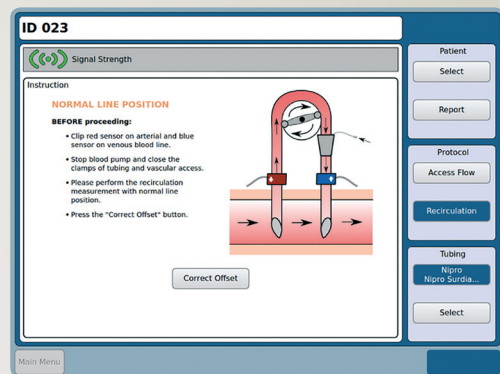 ID 023
Signal Strength
Instruction
NORMAL LINE POSITION
BEFORE proceeding:
• Clip red sensor on arterial and blue
sensor on venous blood line.
• Stop blood pump and close the
clamps of tubing and vascular access.
• Please perform the recirculation
measurement with normal line
position.
• Press the "Correct Offset" button.
Correct Offset
Patient
Select
Report
Protocol
Access Flow
Recirculation
Tubing
Nipro
Nipro Surdia...
Select
Main Menu